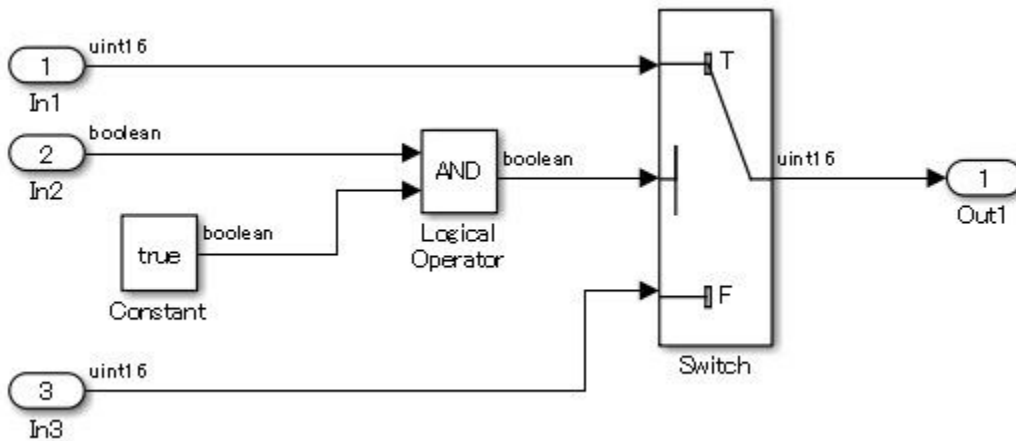 uint16
1
In1
T
boolean
2
In2
AND
boolean
uint16
1
Out1
Logical
Operator
boolean
true
Constant
F
Switch
uint16
3
In3